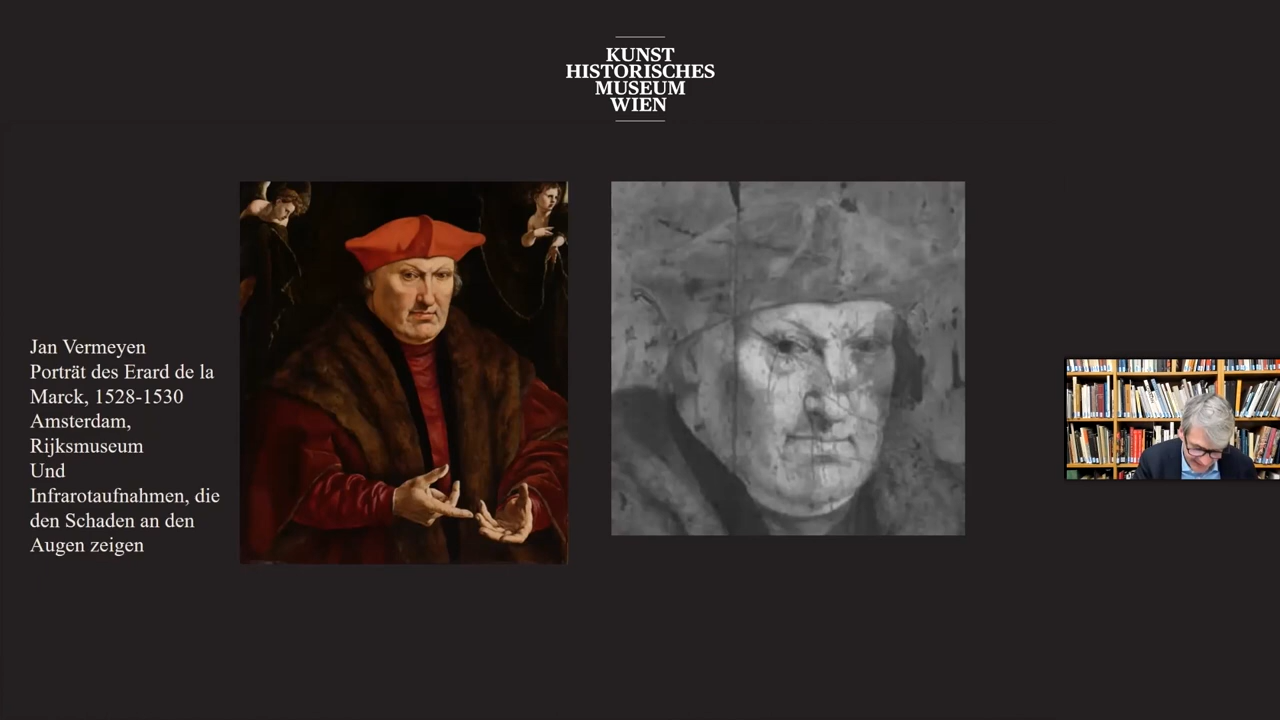 KUNST
HISTORISCHES
MUSEUM
WIEN
Jan Vermeyen
Porträt des Erard de la
Marck, 1528-1530
Amsterdam,
Rijksmuseum
Und
Infrarotaufnahmen, die
den Schaden an den
Augen zeigen